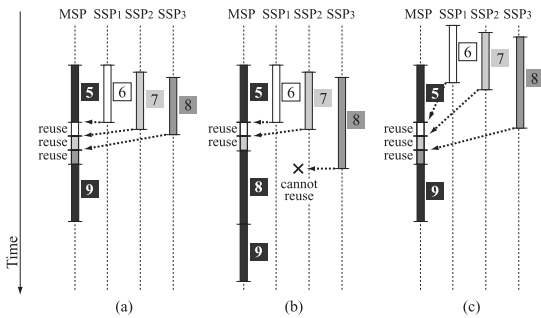 MSP SSP1 SSP2 SSP3
5
6
7
8
reuse
reuse
reuse
9
(a)
MSP SSP1 SSP2 SSP3
5
6
7
8
reuse
reuse
cannot
reuse
8
9
(b)
MSP SSP1 SSP2 SSP3
6
7
8
5
reuse
reuse
reuse
9
(c)
Time